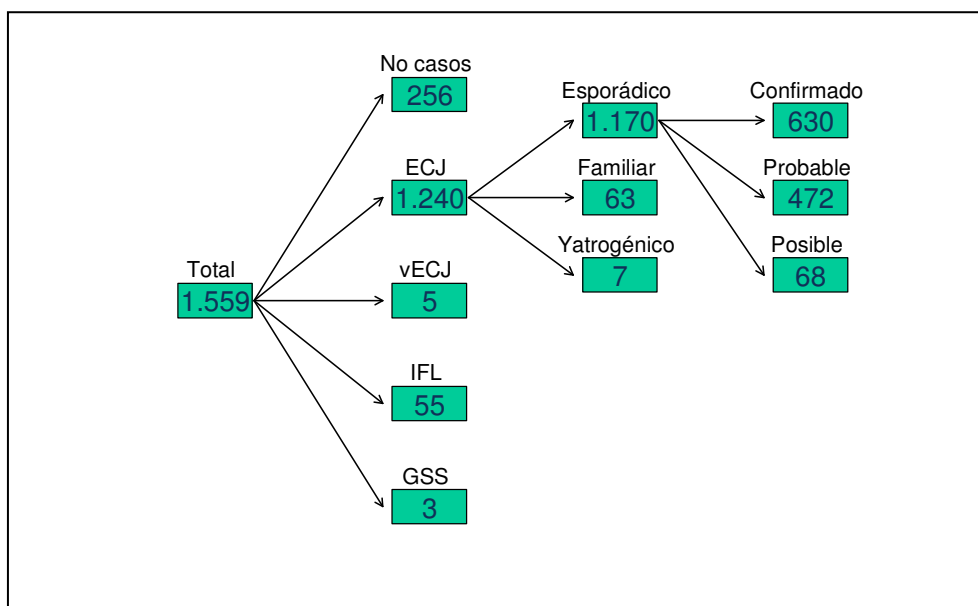 No casos
256
Esporádico
1.170
Confirmado
630
ECJ
1.240
Familiar
63
Probable
472
Yatrogénico
7
Posible
68
Total
1.559
vECJ
5
IFL
55
GSS
3